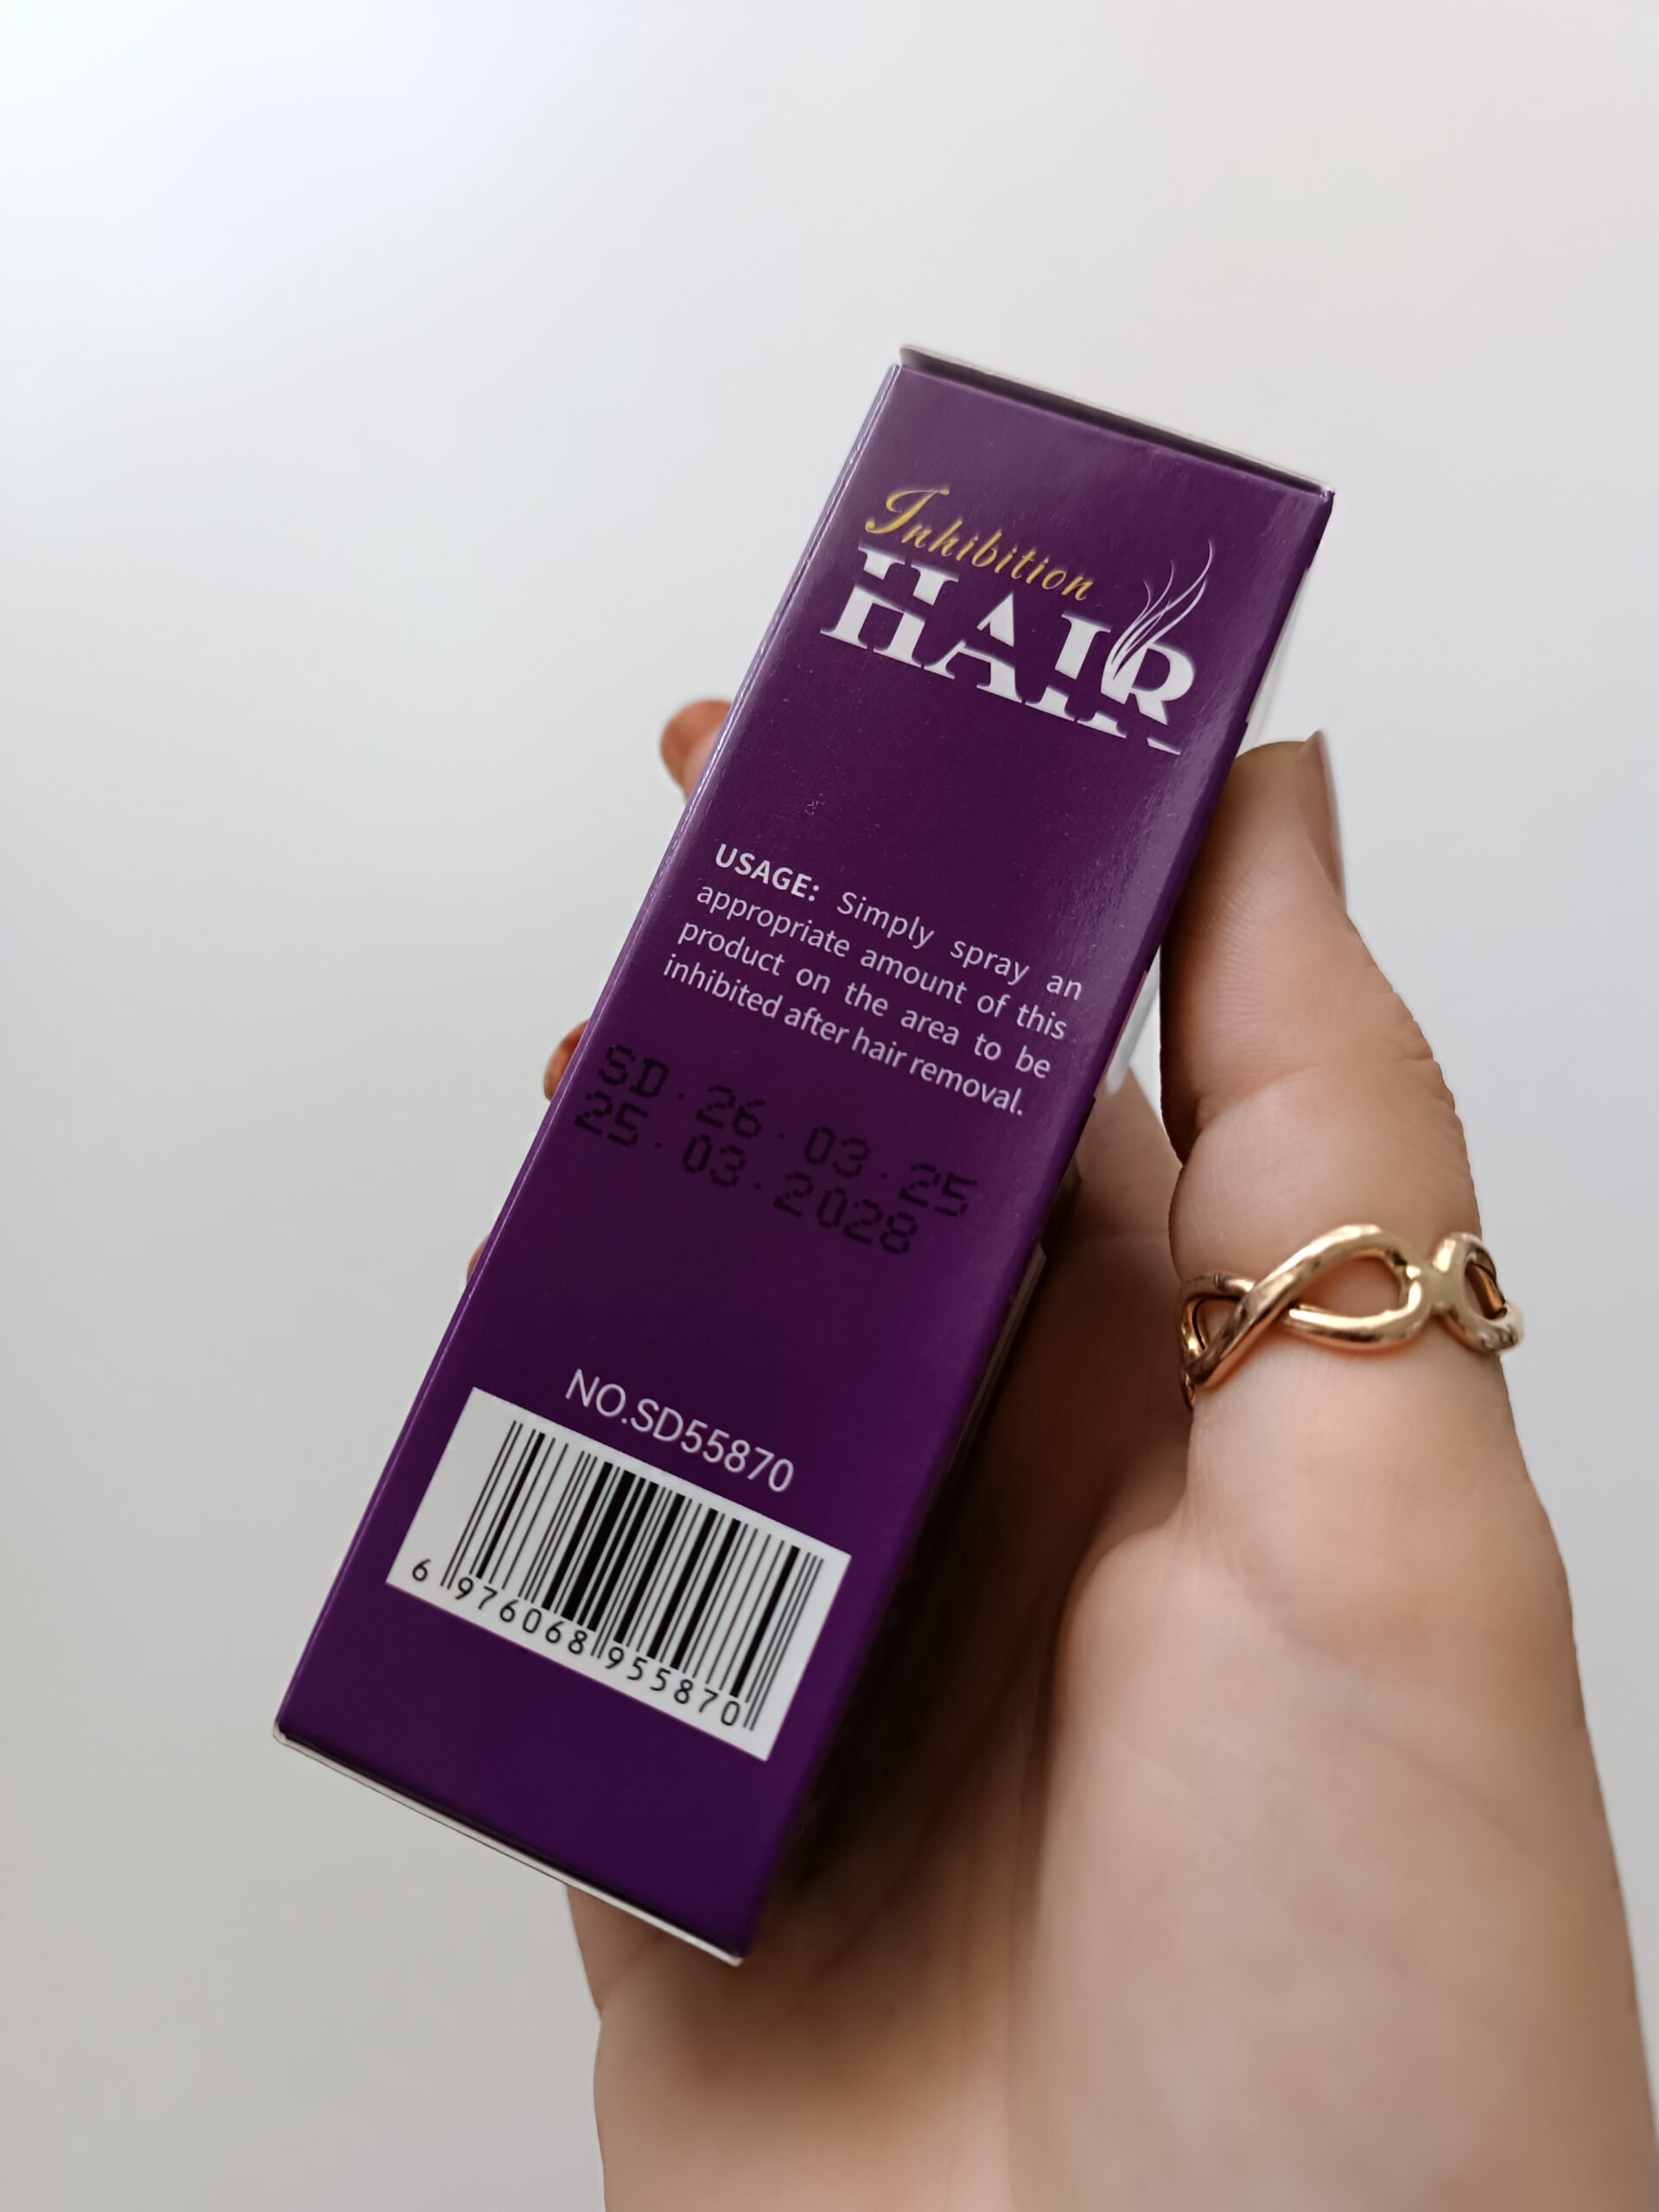 Inhibition
HAIR
USAGE: Simply spray an
appropriate amount of this
product on the area to be
inhibited after hair removal.
SD.26.03.25
25.03.2028
NO.SD55870
6 976068 955870